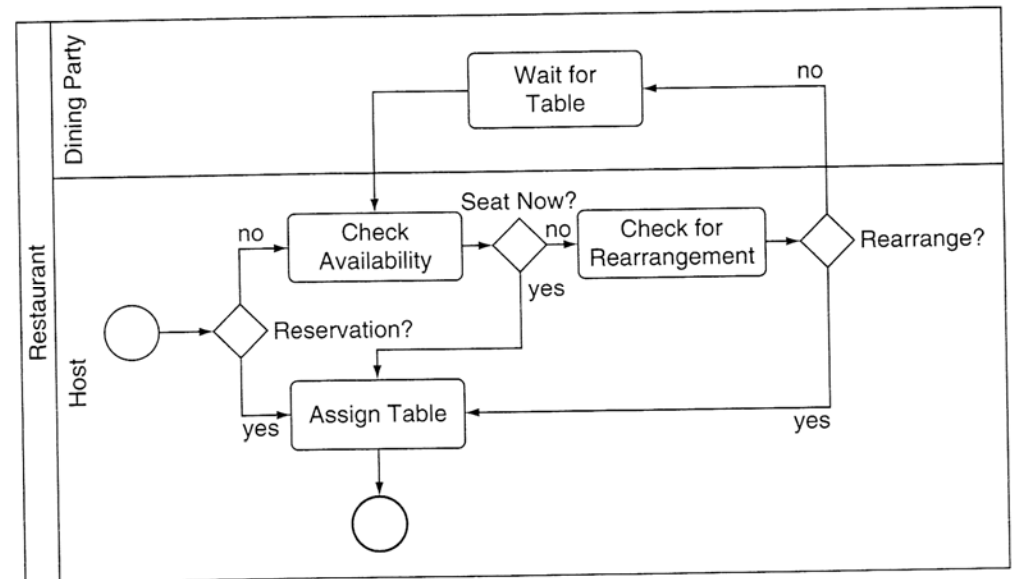 Restaurant
Dining Party
Wait for
Table
no
Host
Seat Now?
no
Check
Availability
no
Check for
Rearrangement
Rearrange?
yes
Reservation?
yes
Assign Table
yes